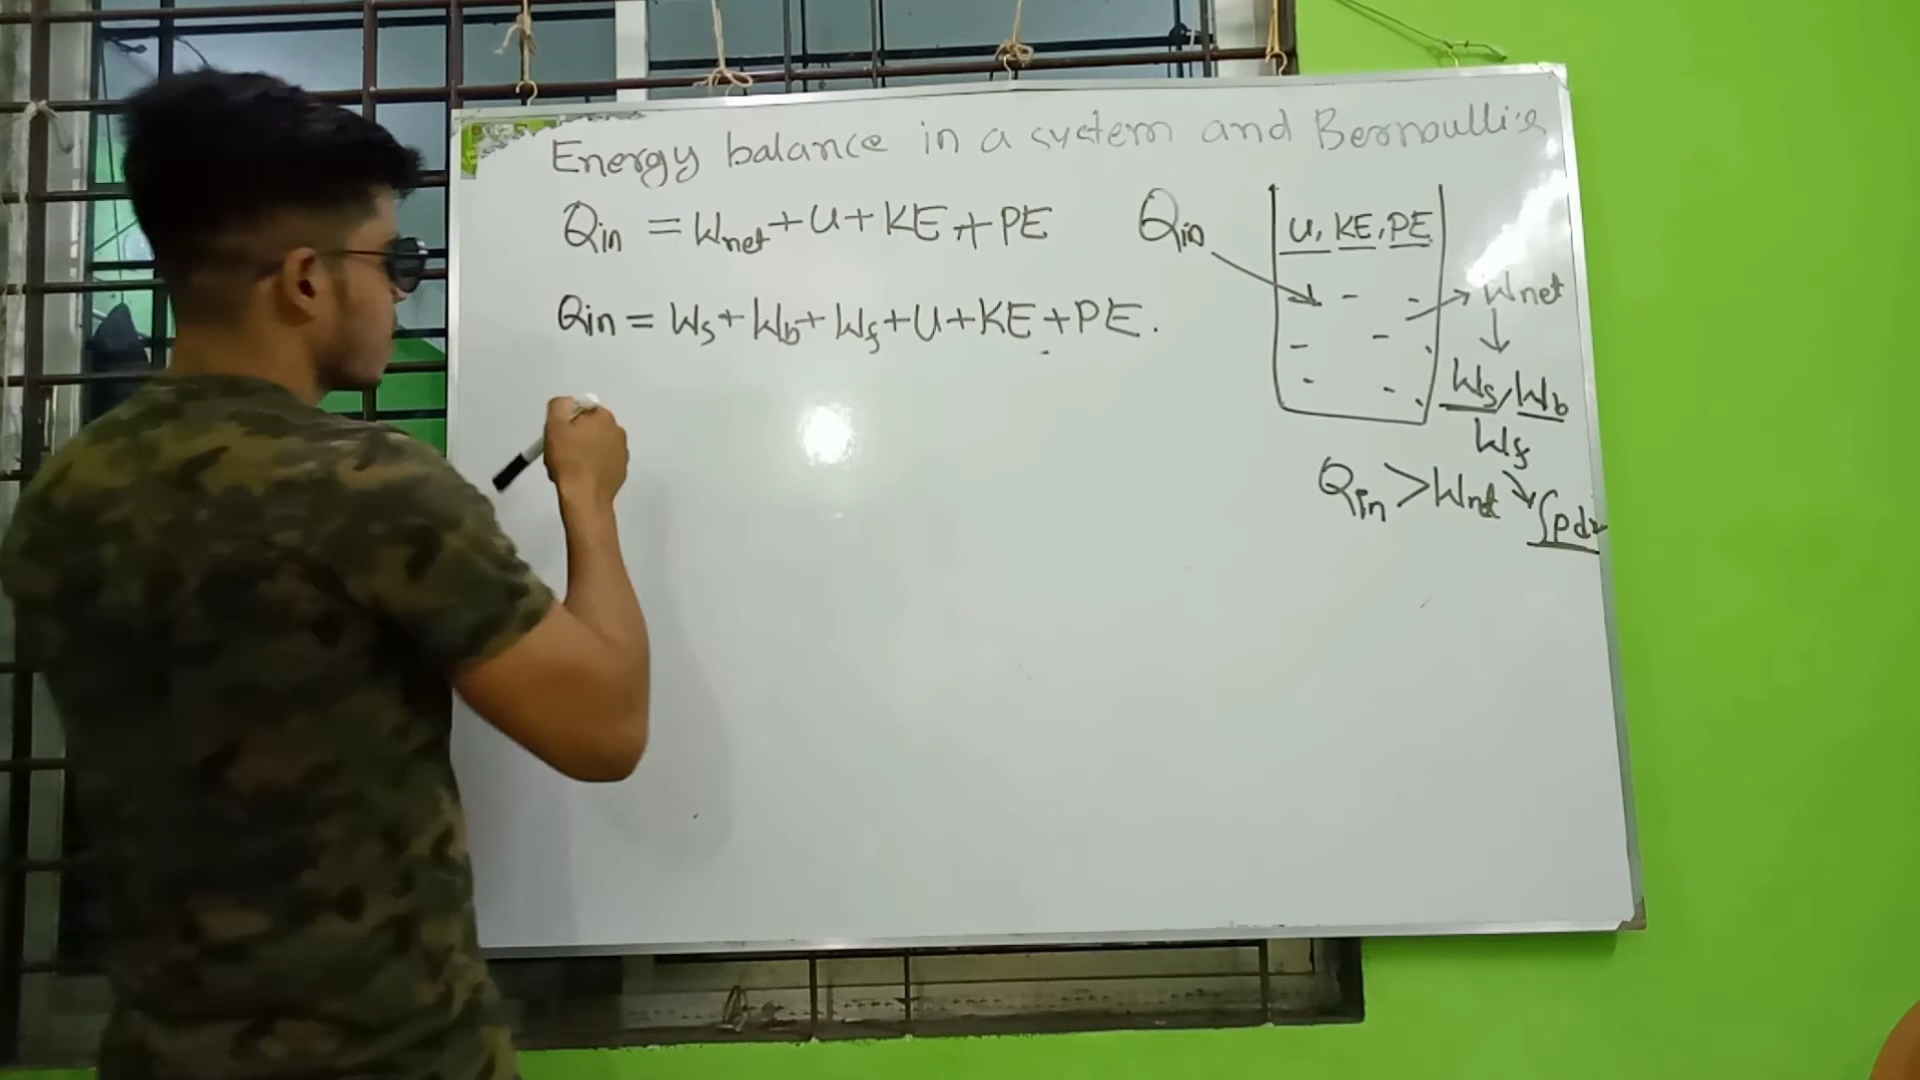 Energy balance in a system and Bernoulli's
Qin = Wnet + U + KE + PE
Qin = Ws + Wb + Wf + U + KE + PE.
Qin
U, KE, PE
Wnet
Ws/Wb
Wf
Qin > Wnet
∫pdv